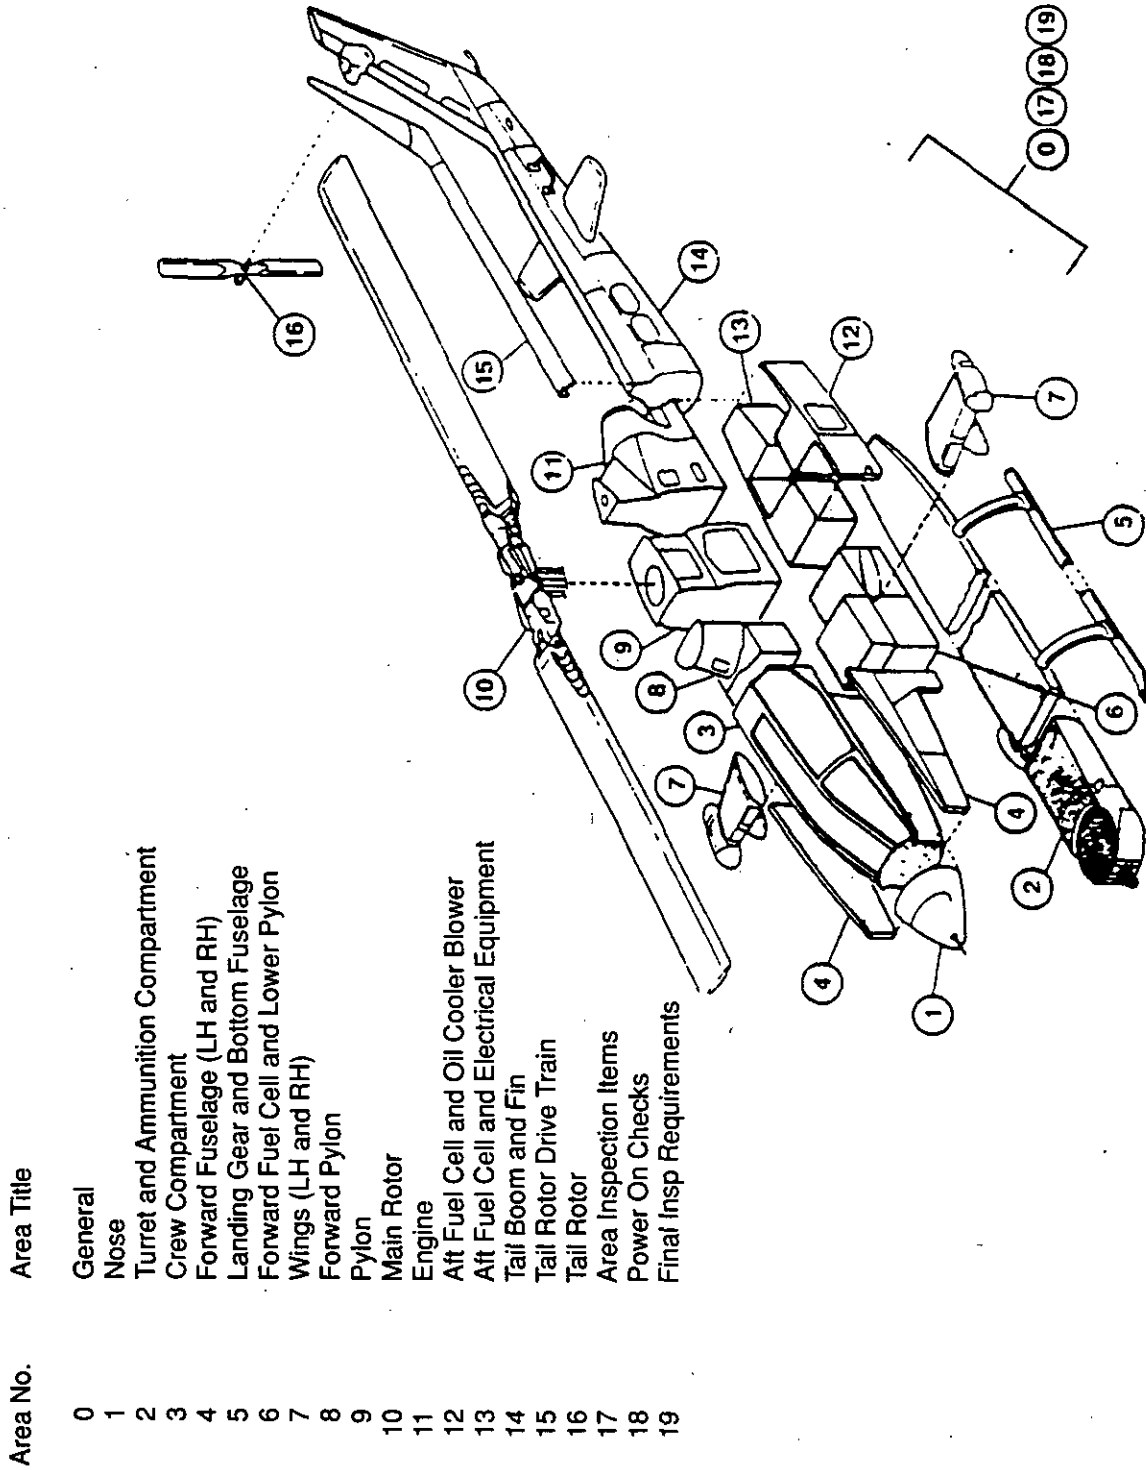 Area No. Area Title
0 General
1 Nose
2 Turret and Ammunition Compartment
3 Crew Compartment
4 Forward Fuselage (LH and RH)
5 Landing Gear and Bottom Fuselage
6 Forward Fuel Cell and Lower Pylon
7 Wings (LH and RH)
8 Forward Pylon
9 Pylon
10 Main Rotor
11 Engine
12 Aft Fuel Cell and Oil Cooler Blower
13 Aft Fuel Cell and Electrical Equipment
14 Tail Boom and Fin
15 Tail Rotor Drive Train
16 Tail Rotor
17 Area Inspection Items
18 Power On Checks
19 Final Insp Requirements
1
4
2
4
7
3
8
6
9
10
5
11
7
15
13
12
16
14
0 17 18 19